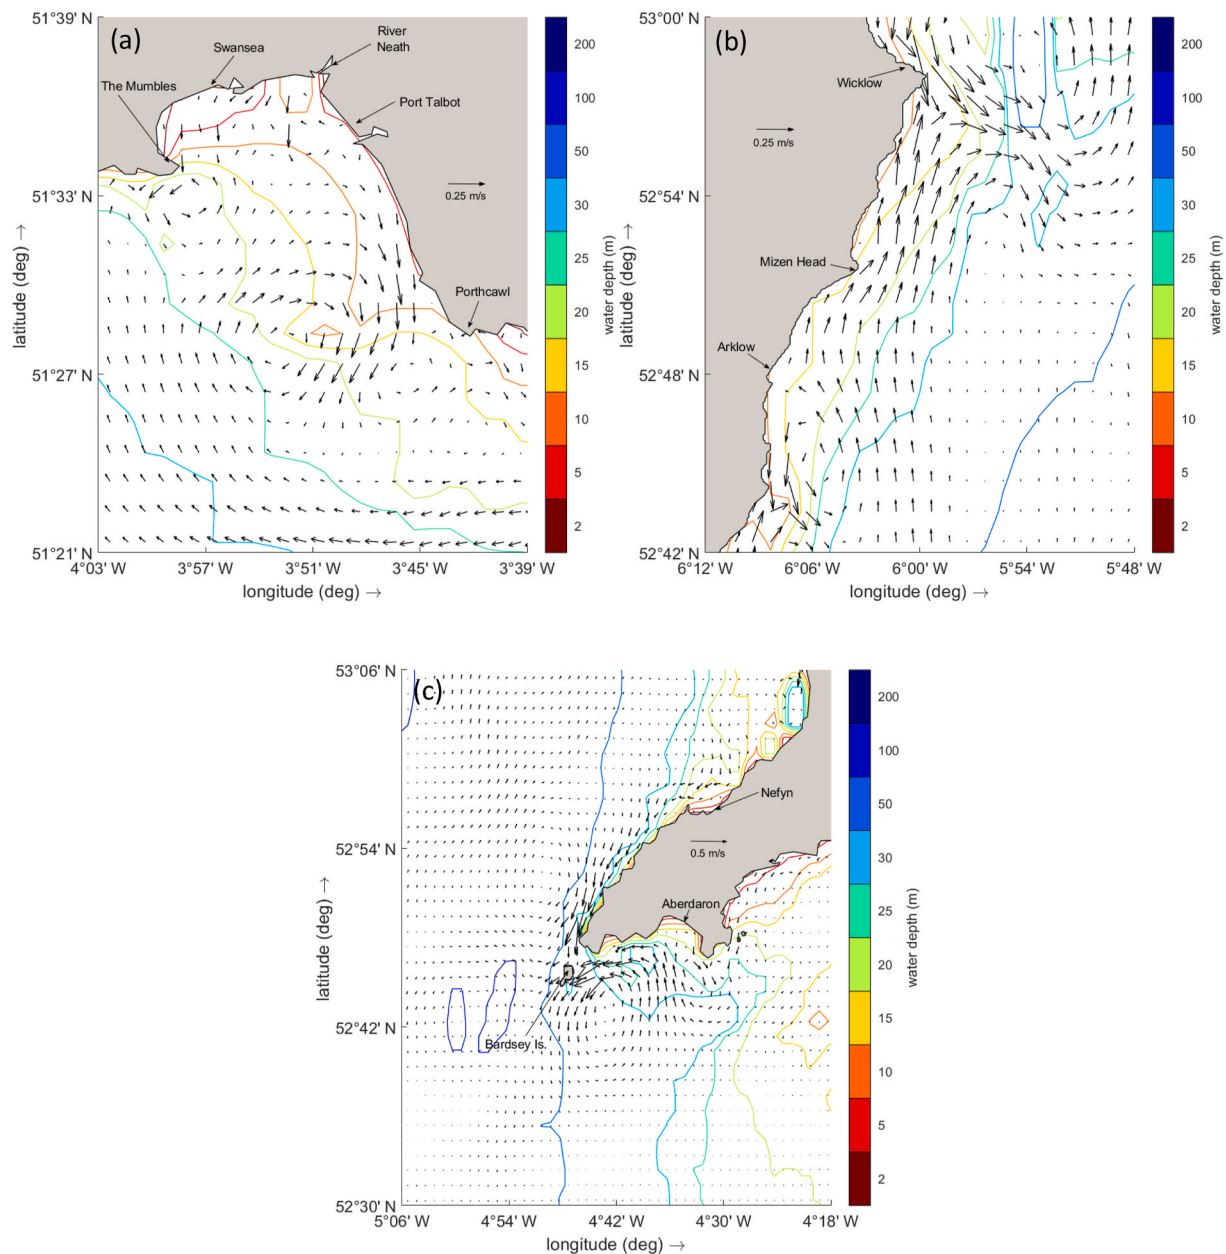 (a)
51°39' N
51°33' N
51°27' N
51°21' N
4°03' W
3°57' W
3°51' W
3°45' W
3°39' W
latitude (deg) →
longitude (deg) →
Swansea
The Mumbles
River
Neath
Port Talbot
0.25 m/s
Porthcawl
200
100
50
30
25
20
15
10
5
2
water depth (m)
(b)
53°00' N
52°54' N
52°48' N
52°42' N
6°12' W
6°06' W
6°00' W
5°54' W
5°48' W
latitude (deg) →
longitude (deg) →
Wicklow
0.25 m/s
Mizen Head
Arklow
200
100
50
30
25
20
15
10
5
2
water depth (m)
(c)
53°06' N
52°54' N
52°42' N
52°30' N
5°06' W
4°54' W
4°42' W
4°30' W
4°18' W
latitude (deg) →
longitude (deg) →
Nefyn
0.5 m/s
Aberdaron
Bardsey Is.
200
100
50
30
25
20
15
10
5
2
water depth (m)